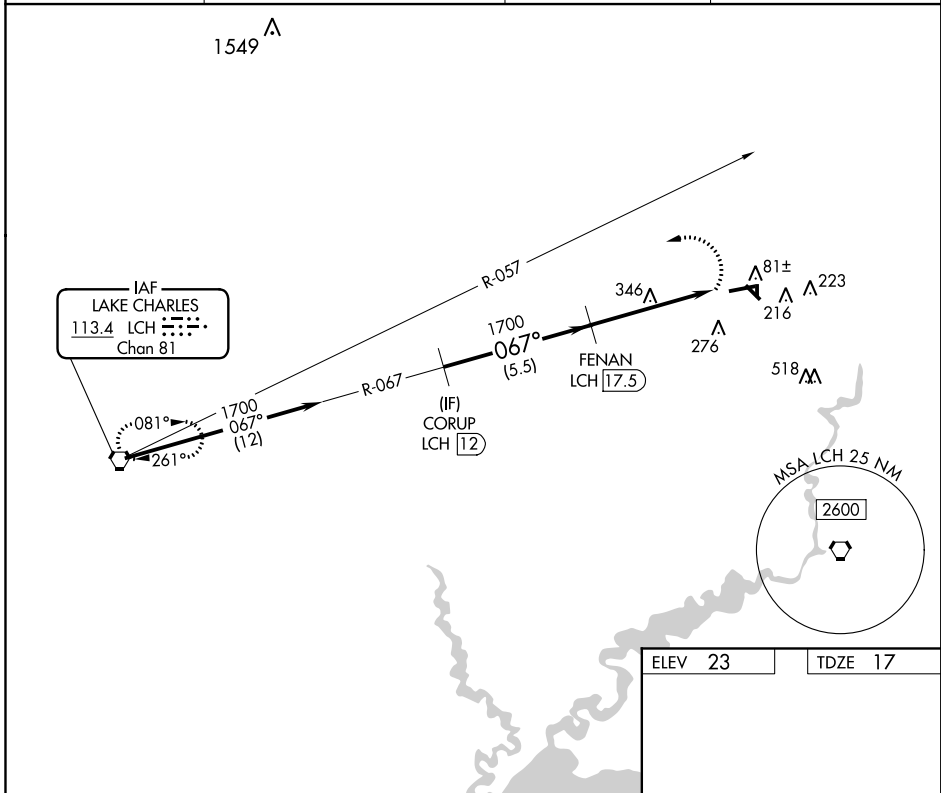 1549
IAF
LAKE CHARLES
113.4 LCH
Chan 81
R-057
346
81±
223
216
276
518
1700
067°
(5.5)
FENAN
LCH 17.5
R-067
(IF)
CORUP
LCH 12
1700
067°
(12)
081°
261°
MSA LCH 25 NM
2600
ELEV 23
TDZE 17